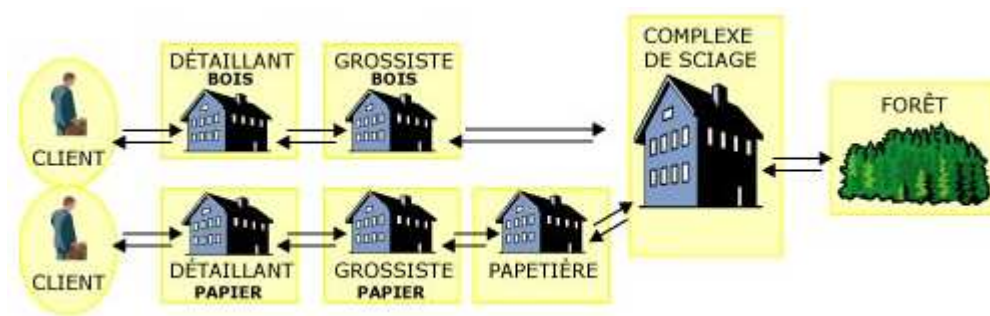 DÉTAILLANT
BOIS
GROSSISTE
BOIS
COMPLEXE
DE SCIAGE
FORÊT
CLIENT
CLIENT
DÉTAILLANT
PAPIER
GROSSISTE
PAPIER
PAPETIÈRE